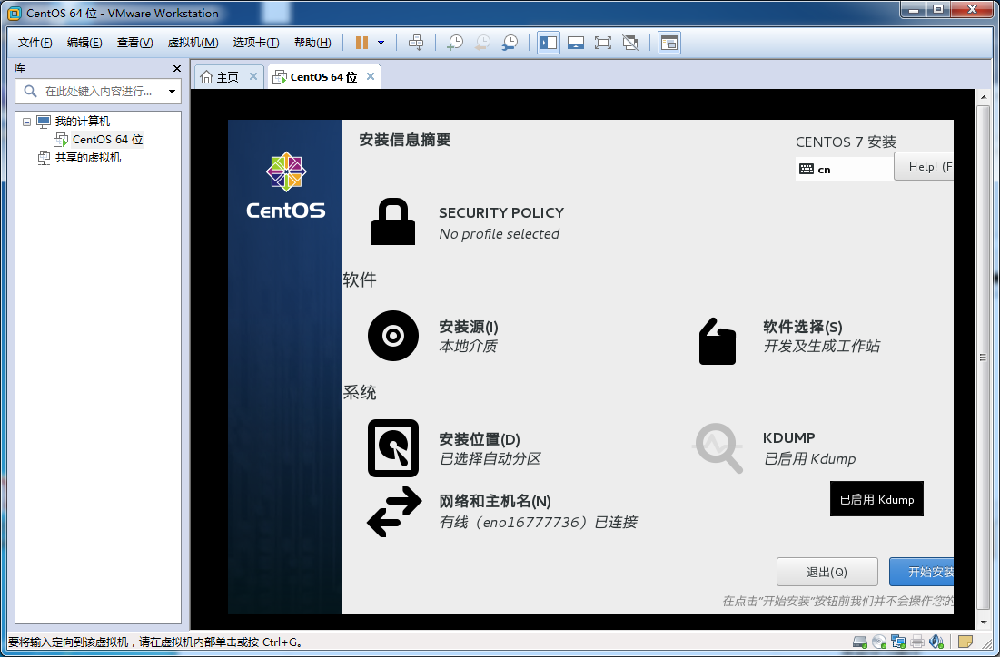 CentOS 64 位 - VMware Workstation
文件(F) 编辑(E) 查看(V) 虚拟机(M) 选项卡(T) 帮助(H)
库
在此处键入内容进行...
我的计算机
CentOS 64 位
共享的虚拟机
主页 CentOS 64 位
CentOS
安装信息摘要
CENTOS 7 安装
cn Help! (F
SECURITY POLICY
No profile selected
软件
安装源(I)
本地介质
软件选择(S)
开发及生成工作站
系统
安装位置(D)
已选择自动分区
KDUMP
已启用 Kdump
已启用 Kdump
网络和主机名(N)
有线（eno16777736）已连接
退出(Q) 开始安装
在点击"开始安装"按钮前我们并不会操作您的
要将输入定向到该虚拟机，请在虚拟机内部单击或按 Ctrl+G。